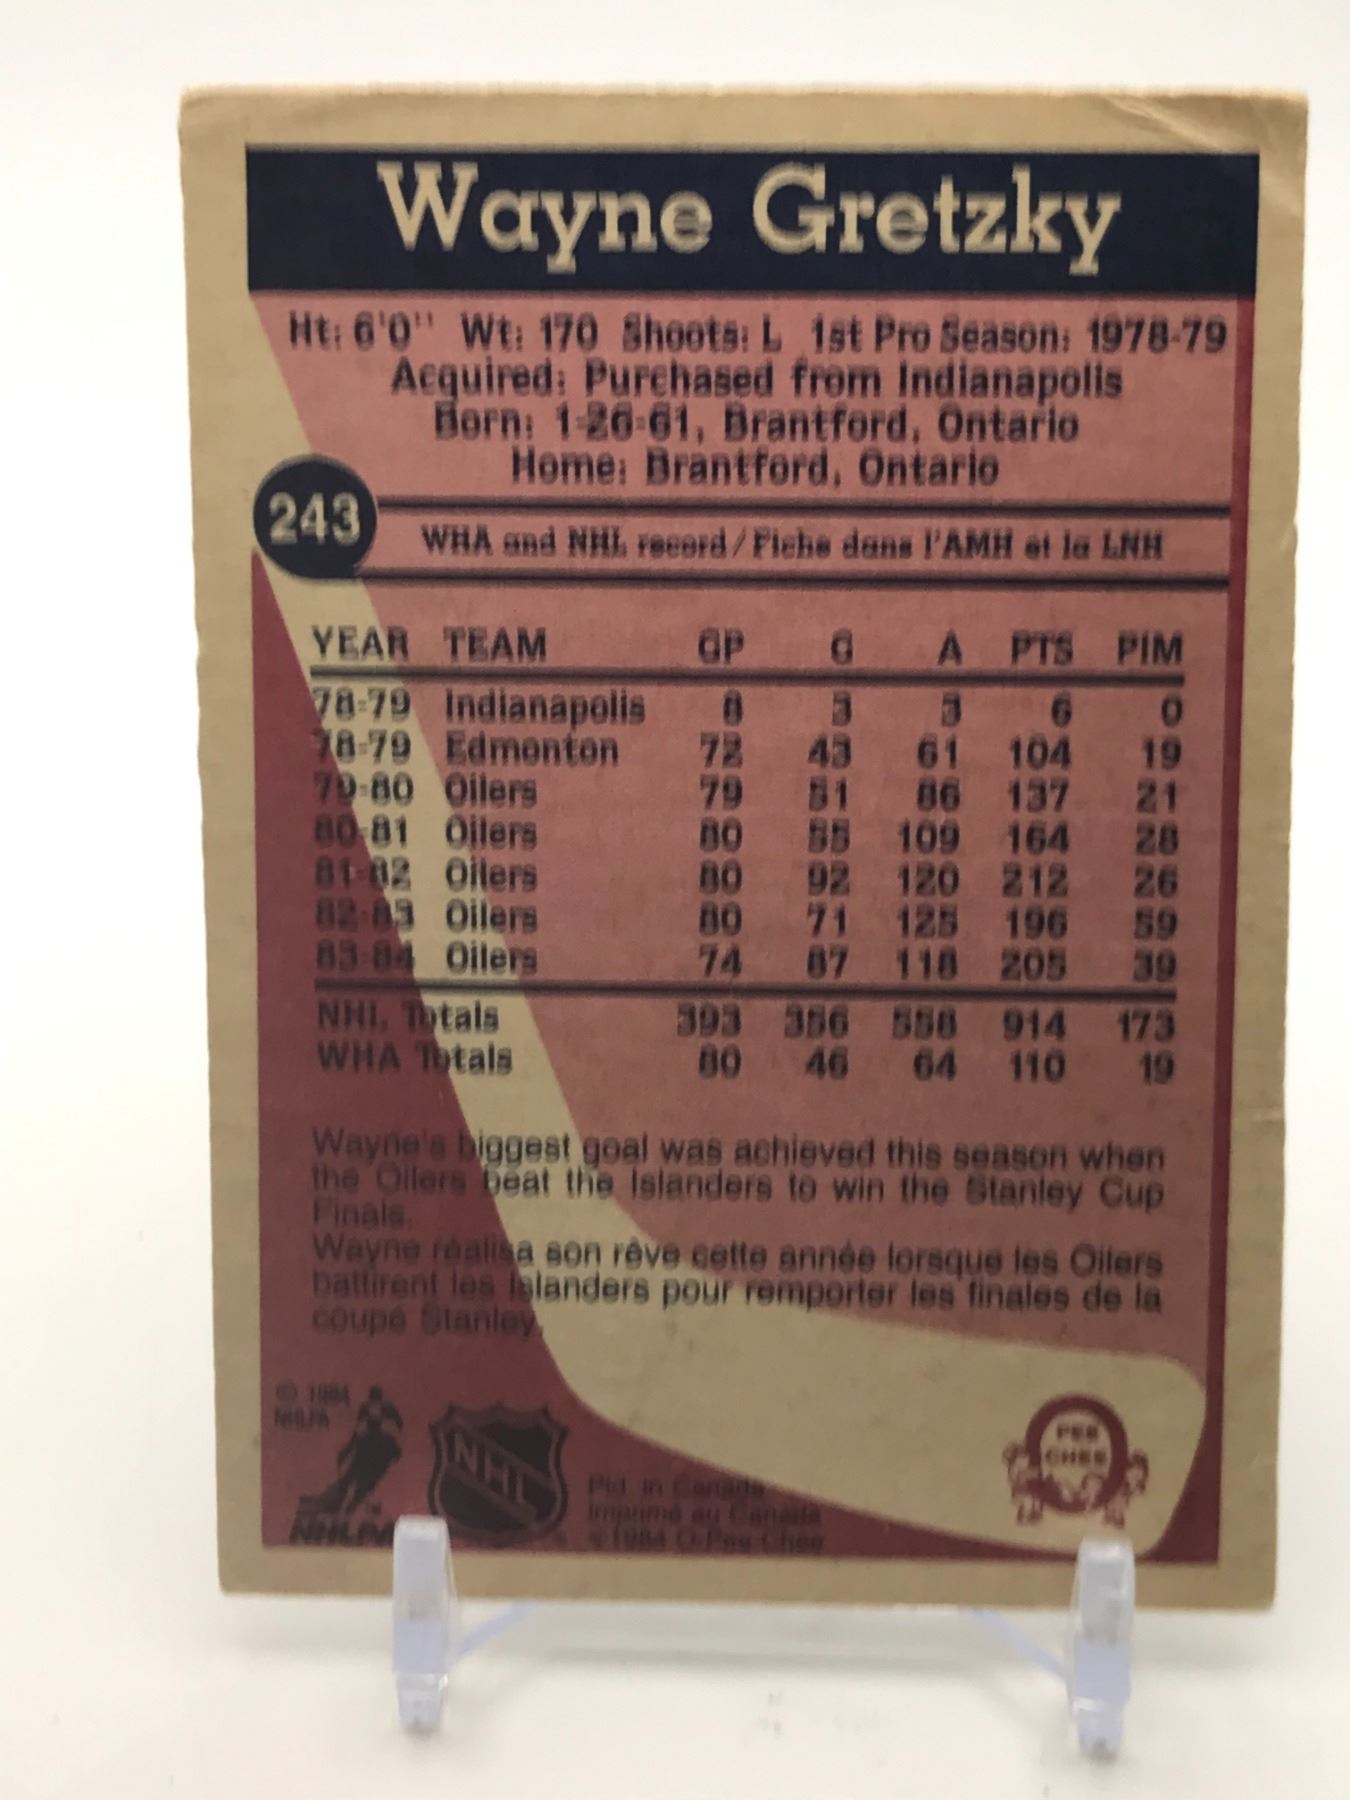 Wayne Gretzky
Ht: 6'0" Wt: 170 Shoots: L 1st Pro Season: 1978-79
Acquired: Purchased from Indianapolis
Born: 1-26-61, Brantford, Ontario
Home: Brantford, Ontario
243
WHA and NHL record/Fiche dans l'AMH et la LNH
YEAR TEAM GP G A PTS PIM
78-79 Indianapolis 8 3 3 6 0
78-79 Edmonton 72 43 61 104 19
79-80 Oilers 79 51 86 137 21
80-81 Oilers 80 55 109 164 28
81-82 Oilers 80 92 120 212 26
82-83 Oilers 80 71 125 196 59
83-84 Oilers 74 87 118 205 39
NHL Totals 393 356 558 914 173
WHA Totals 80 46 64 110 19
Wayne's biggest goal was achieved this season when
the Oilers beat the Islanders to win the Stanley Cup
Finals.
Wayne réalisa son rêve cette année lorsque les Oilers
battirent les Islanders pour remporter les finales de la
coupe Stanley.
© 1984
NHLPA
NHLPA
NHL
Ptd. in Canada
Imprimé au Canada
©1984 O-Pee-Chee
PEE
CHEE